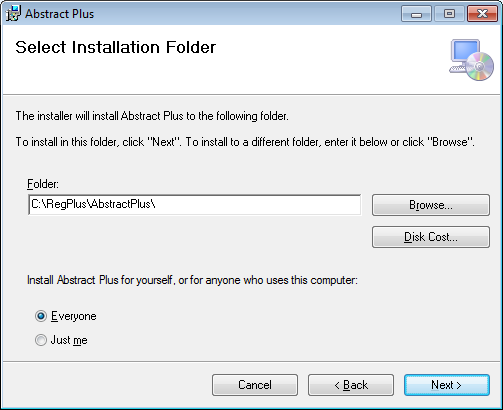 Abstract Plus
Select Installation Folder
The installer will install Abstract Plus to the following folder.
To install in this folder, click "Next". To install to a different folder, enter it below or click "Browse".
Folder:
C:\RegPlus\AbstractPlus\
Browse...
Disk Cost...
Install Abstract Plus for yourself, or for anyone who uses this computer:
Everyone
Just me
Cancel
< Back
Next >